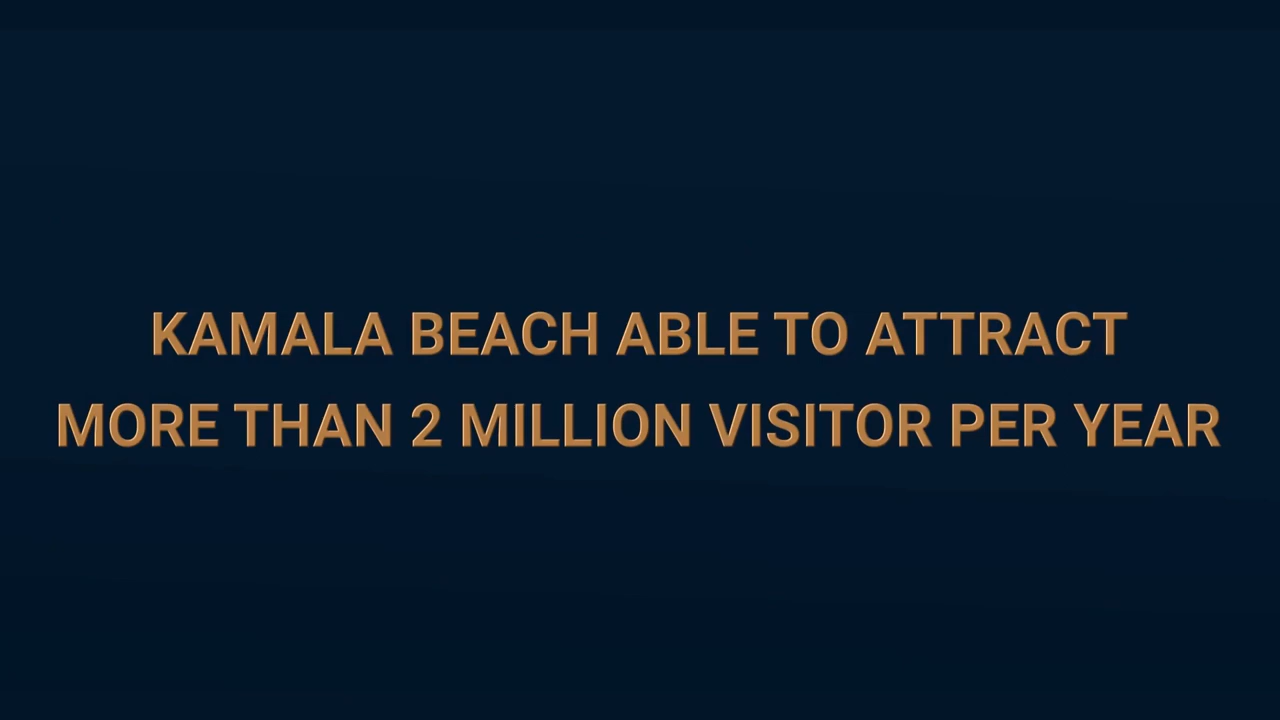 KAMALA BEACH ABLE TO ATTRACT
MORE THAN 2 MILLION VISITOR PER YEAR